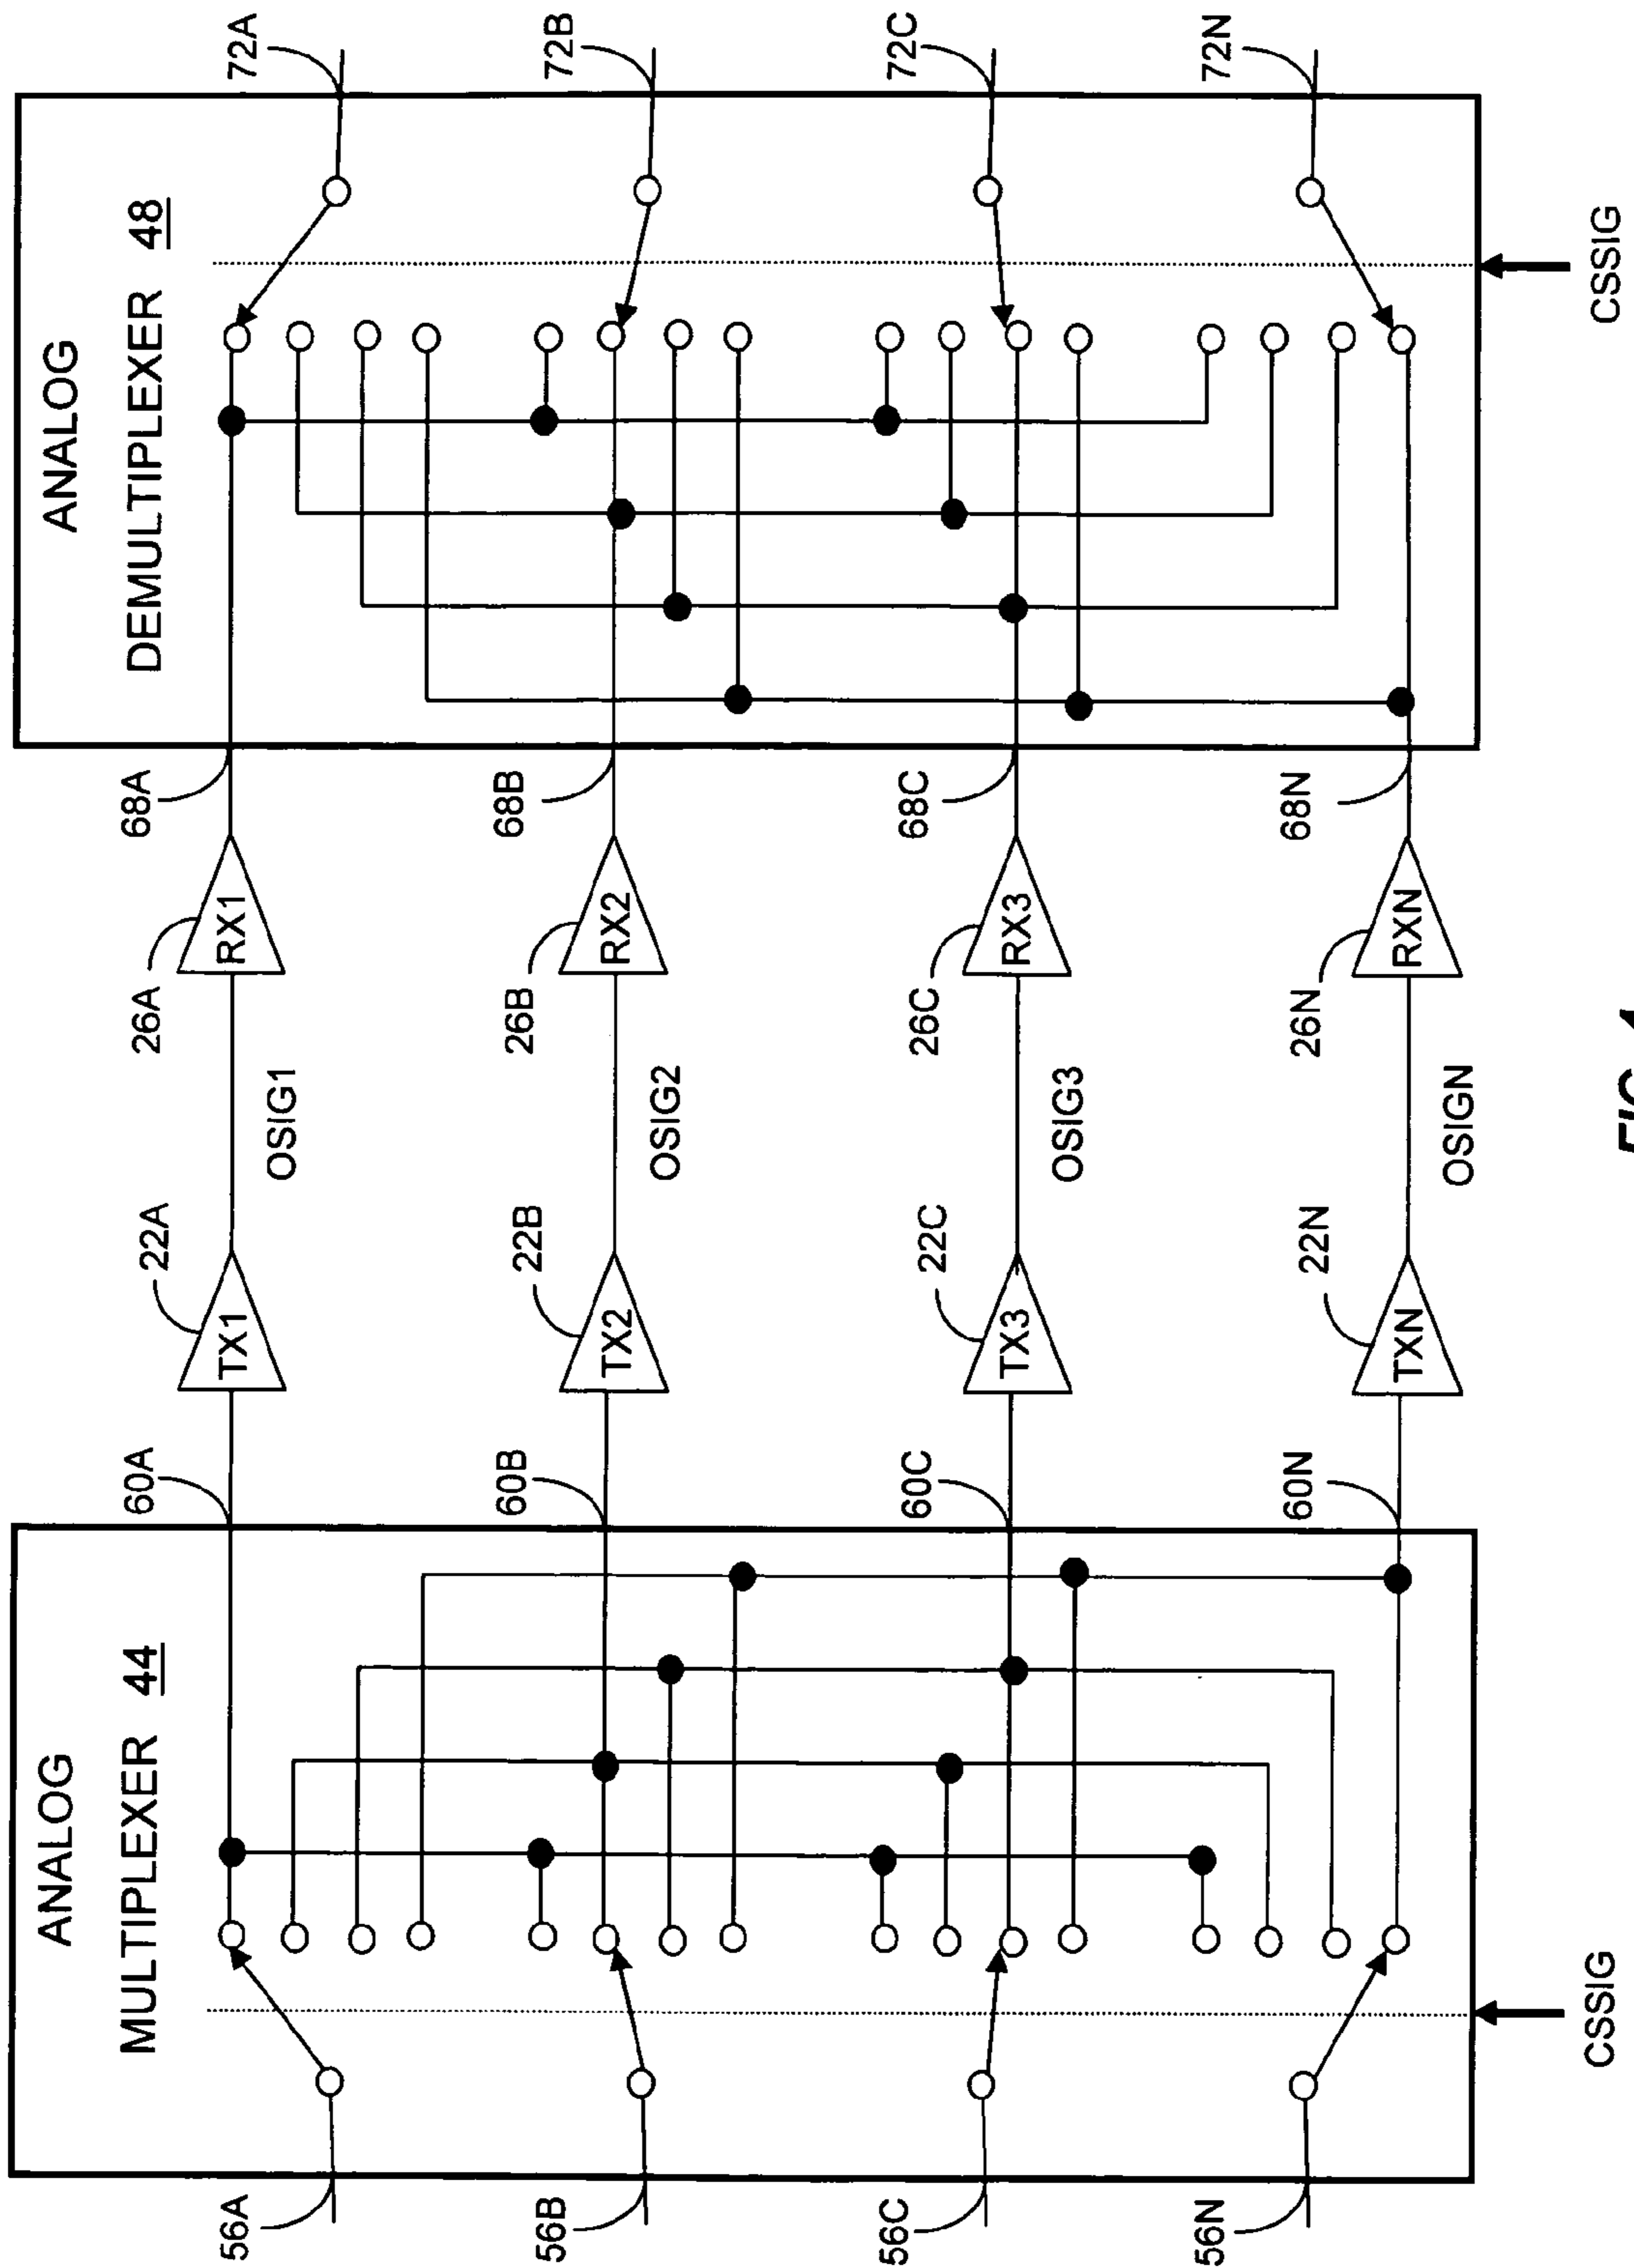 ANALOG
MULTIPLEXER 44
56A
56B
56C
56N
CSSIG
60A
60B
60C
60N
22A
TX1
22B
TX2
22C
TX3
22N
TXN
OSIG1
OSIG2
OSIG3
OSIGN
26A
RX1
26B
RX2
26C
RX3
26N
RXN
68A
68B
68C
68N
ANALOG
DEMULTIPLEXER 48
72A
72B
72C
72N
CSSIG
FIG. 4